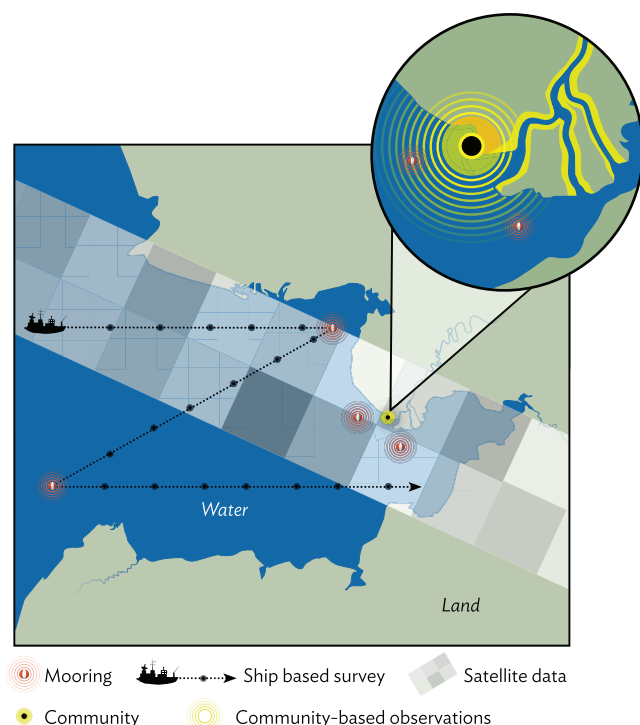 Water
Land
Mooring
Ship based survey
Satellite data
Community
Community-based observations